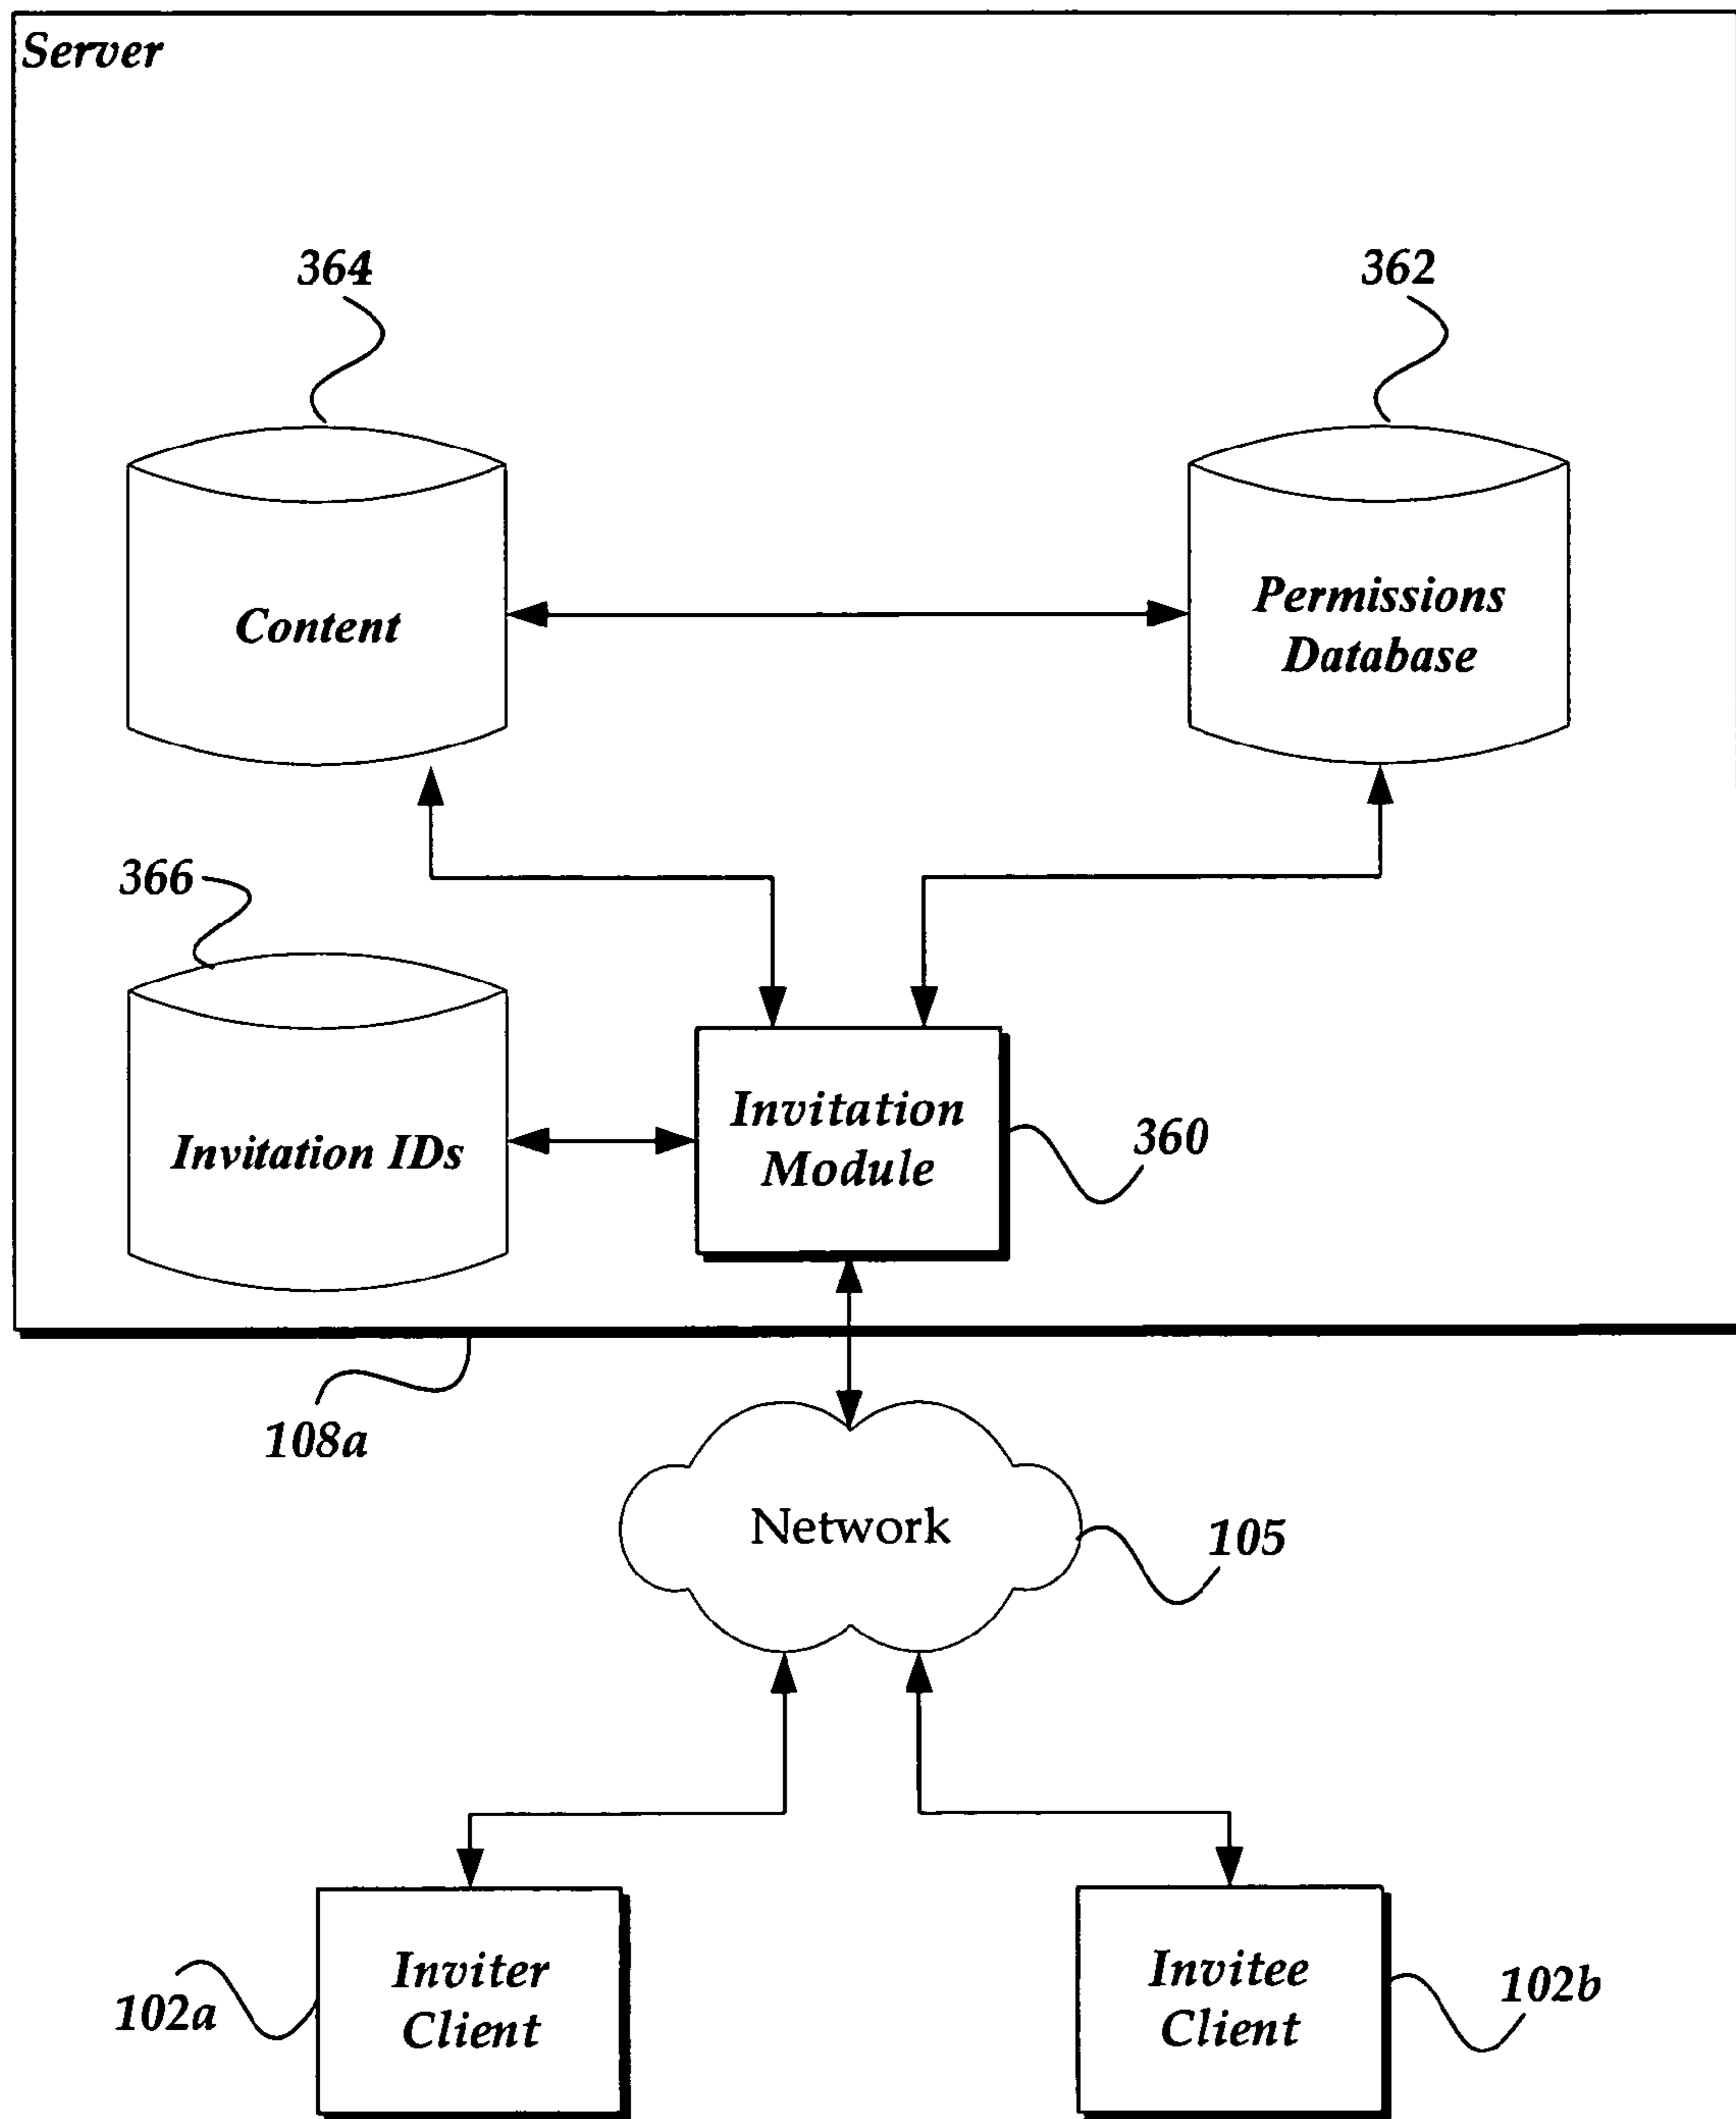 Server
364
362
Content
Permissions
Database
366
Invitation IDs
Invitation
Module
360
108a
Network
105
Inviter
Client
102a
Invitee
Client
102b